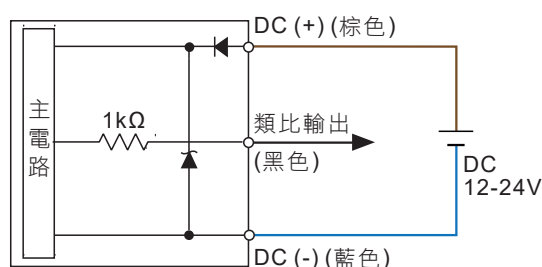 DC (+) (棕色)
主電路
1kΩ
類比輸出
(黑色)
DC
12-24V
DC (-) (藍色)